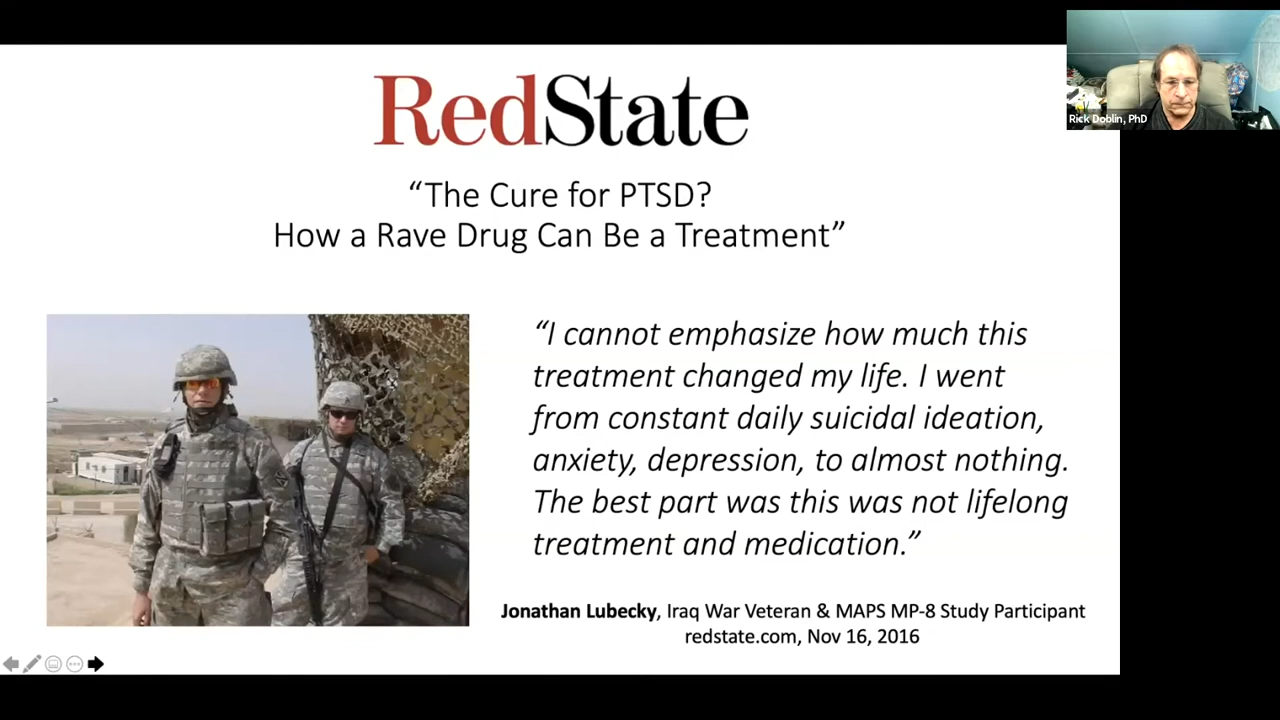 Rick Doblin, PhD
RedState
“The Cure for PTSD?
How a Rave Drug Can Be a Treatment”
“I cannot emphasize how much this
treatment changed my life. I went
from constant daily suicidal ideation,
anxiety, depression, to almost nothing.
The best part was this was not lifelong
treatment and medication.”
Jonathan Lubecky, Iraq War Veteran & MAPS MP-8 Study Participant
redstate.com, Nov 16, 2016